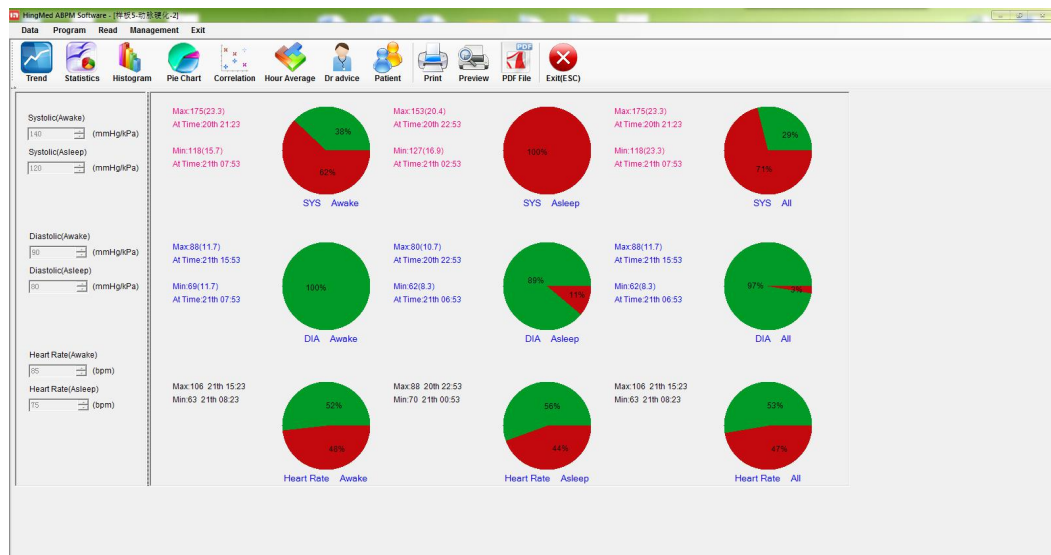 HingMed ABPM Software - [样板5-动脉硬化-2]
Data Program Read Management Exit
Trend Statistics Histogram Pie Chart Correlation Hour Average Dr advice Patient Print Preview PDF File Exit(ESC)
PDF
Systolic(Awake)
140 (mmHg/kPa)
Systolic(Asleep)
120 (mmHg/kPa)
Diastolic(Awake)
90 (mmHg/kPa)
Diastolic(Asleep)
80 (mmHg/kPa)
Heart Rate(Awake)
85 (bpm)
Heart Rate(Asleep)
75 (bpm)
Max:175(23.3)
At Time:20th 21:23
Min:118(15.7)
At Time:21th 07:53
38%
62%
SYS Awake
Max:153(20.4)
At Time:20th 22:53
Min:127(16.9)
At Time:21th 02:53
100%
SYS Asleep
Max:175(23.3)
At Time:20th 21:23
Min:118(23.3)
At Time:21th 07:53
29%
71%
SYS All
Max:88(11.7)
At Time:21th 15:53
Min:69(11.7)
At Time:21th 07:53
100%
DIA Awake
Max:80(10.7)
At Time:20th 22:53
Min:62(8.3)
At Time:21th 06:53
89%
11%
DIA Asleep
Max:88(11.7)
At Time:21th 15:53
Min:62(8.3)
At Time:21th 06:53
97%
3%
DIA All
Max:106 21th 15:23
Min:63 21th 08:23
52%
48%
Heart Rate Awake
Max:88 20th 22:53
Min:70 21th 00:53
56%
44%
Heart Rate Asleep
Max:106 21th 15:23
Min:63 21th 08:23
53%
47%
Heart Rate All